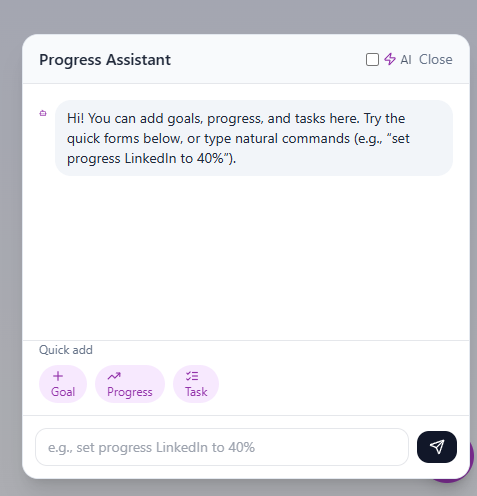 Progress Assistant
AI Close
Hi! You can add goals, progress, and tasks here. Try the
quick forms below, or type natural commands (e.g., “set
progress LinkedIn to 40%”).
Quick add
Goal
Progress
Task
e.g., set progress LinkedIn to 40%